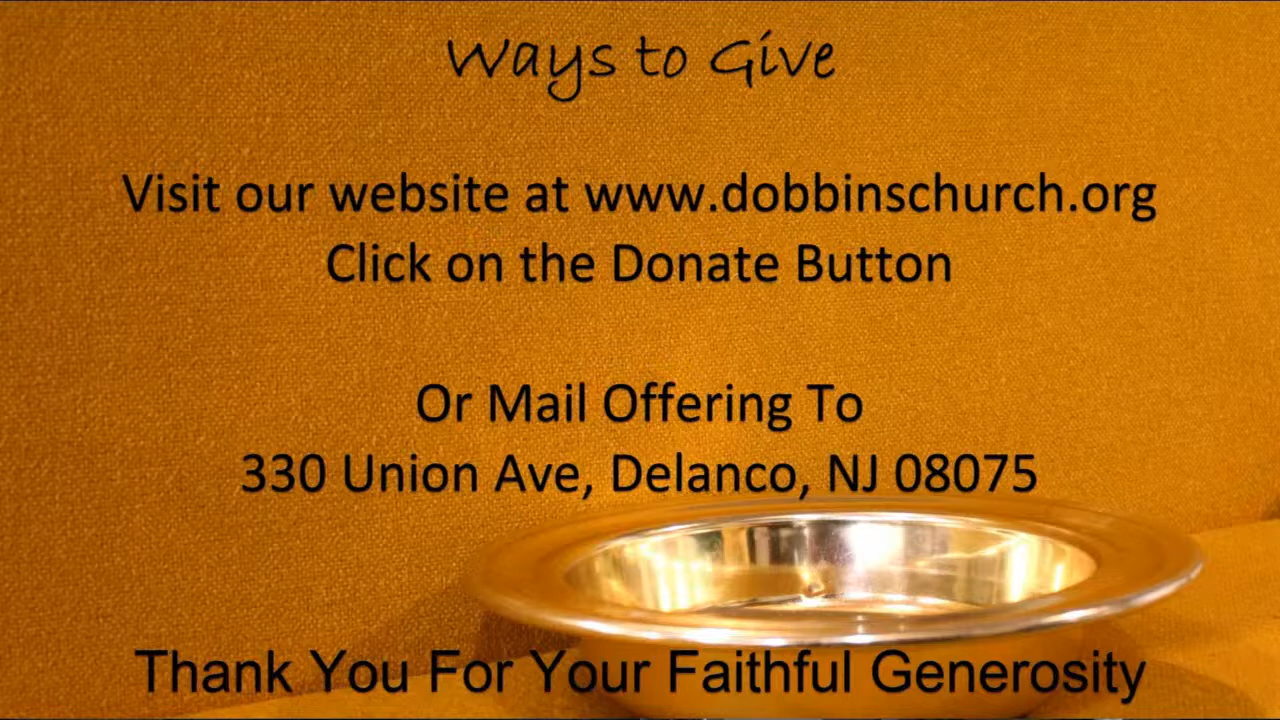 Ways to Give
Visit our website at www.dobbinschurch.org
Click on the Donate Button
Or Mail Offering To
330 Union Ave, Delanco, NJ 08075
Thank You For Your Faithful Generosity